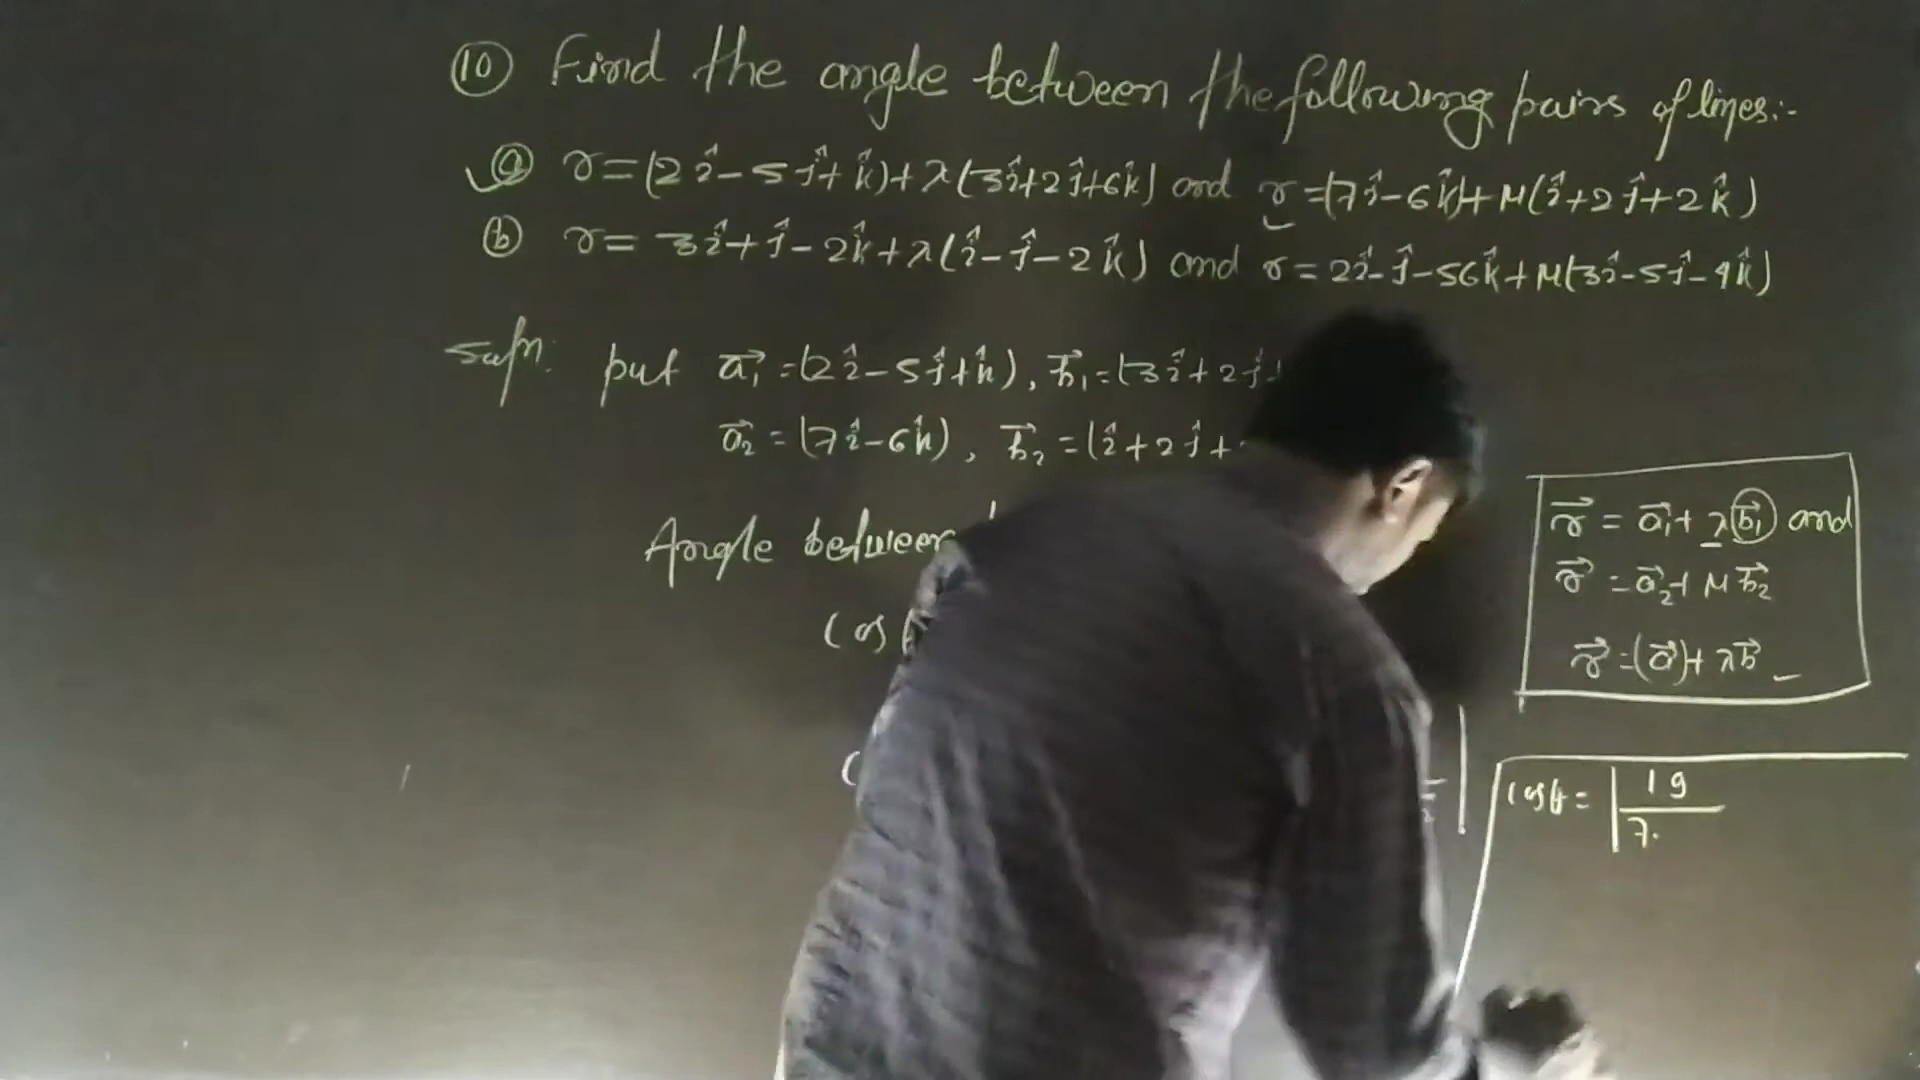 (10) Find the angle between the following pairs of lines:-
(a) r = (2î - 5ĵ + k̂) + λ(3î + 2ĵ + 6k̂) and r = (7î - 6k̂) + μ(î + 2ĵ + 2k̂)
(b) r = 3î + ĵ - 2k̂ + λ(î - ĵ - 2k̂) and r = 2î - ĵ - 56k̂ + μ(3î - 5ĵ - 4k̂)
Soln: put a⃗₁ = (2î - 5ĵ + k̂), b⃗₁ = (3î + 2ĵ +
a⃗₂ = (7î - 6k̂), b⃗₂ = (î + 2ĵ +
Angle between
Cos
r⃗ = a⃗₁ + λb⃗₁ and
r⃗ = a⃗₂ + μb⃗₂
r⃗ = (a⃗) + λb⃗
cosθ = | 19 / 7.